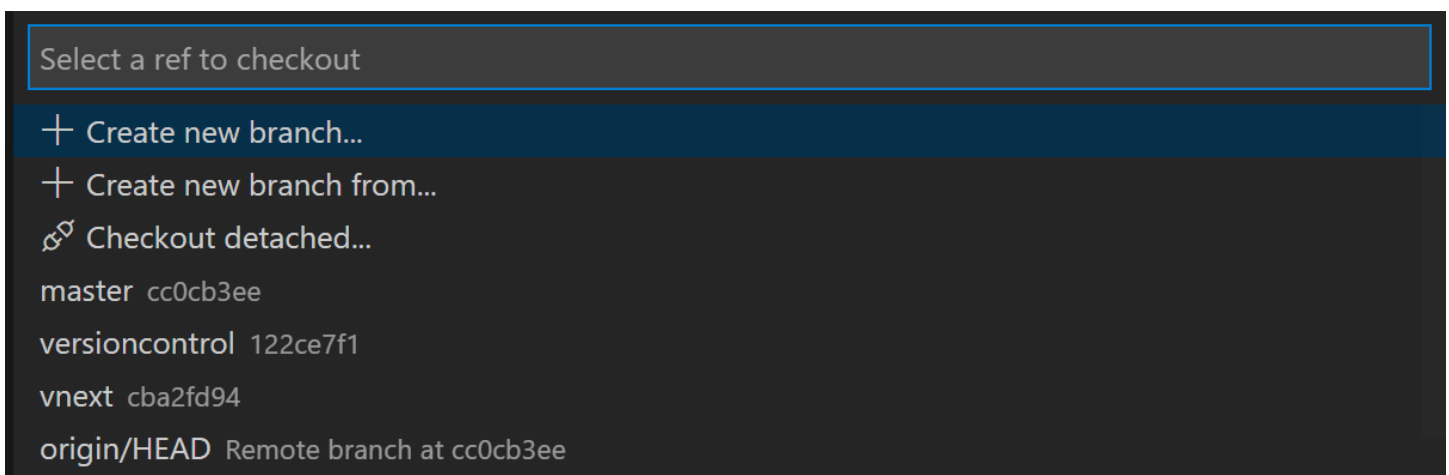 Select a ref to checkout
Create new branch...
Create new branch from...
Checkout detached...
master cc0cb3ee
versioncontrol 122ce7f1
vnext cba2fd94
origin/HEAD Remote branch at cc0cb3ee